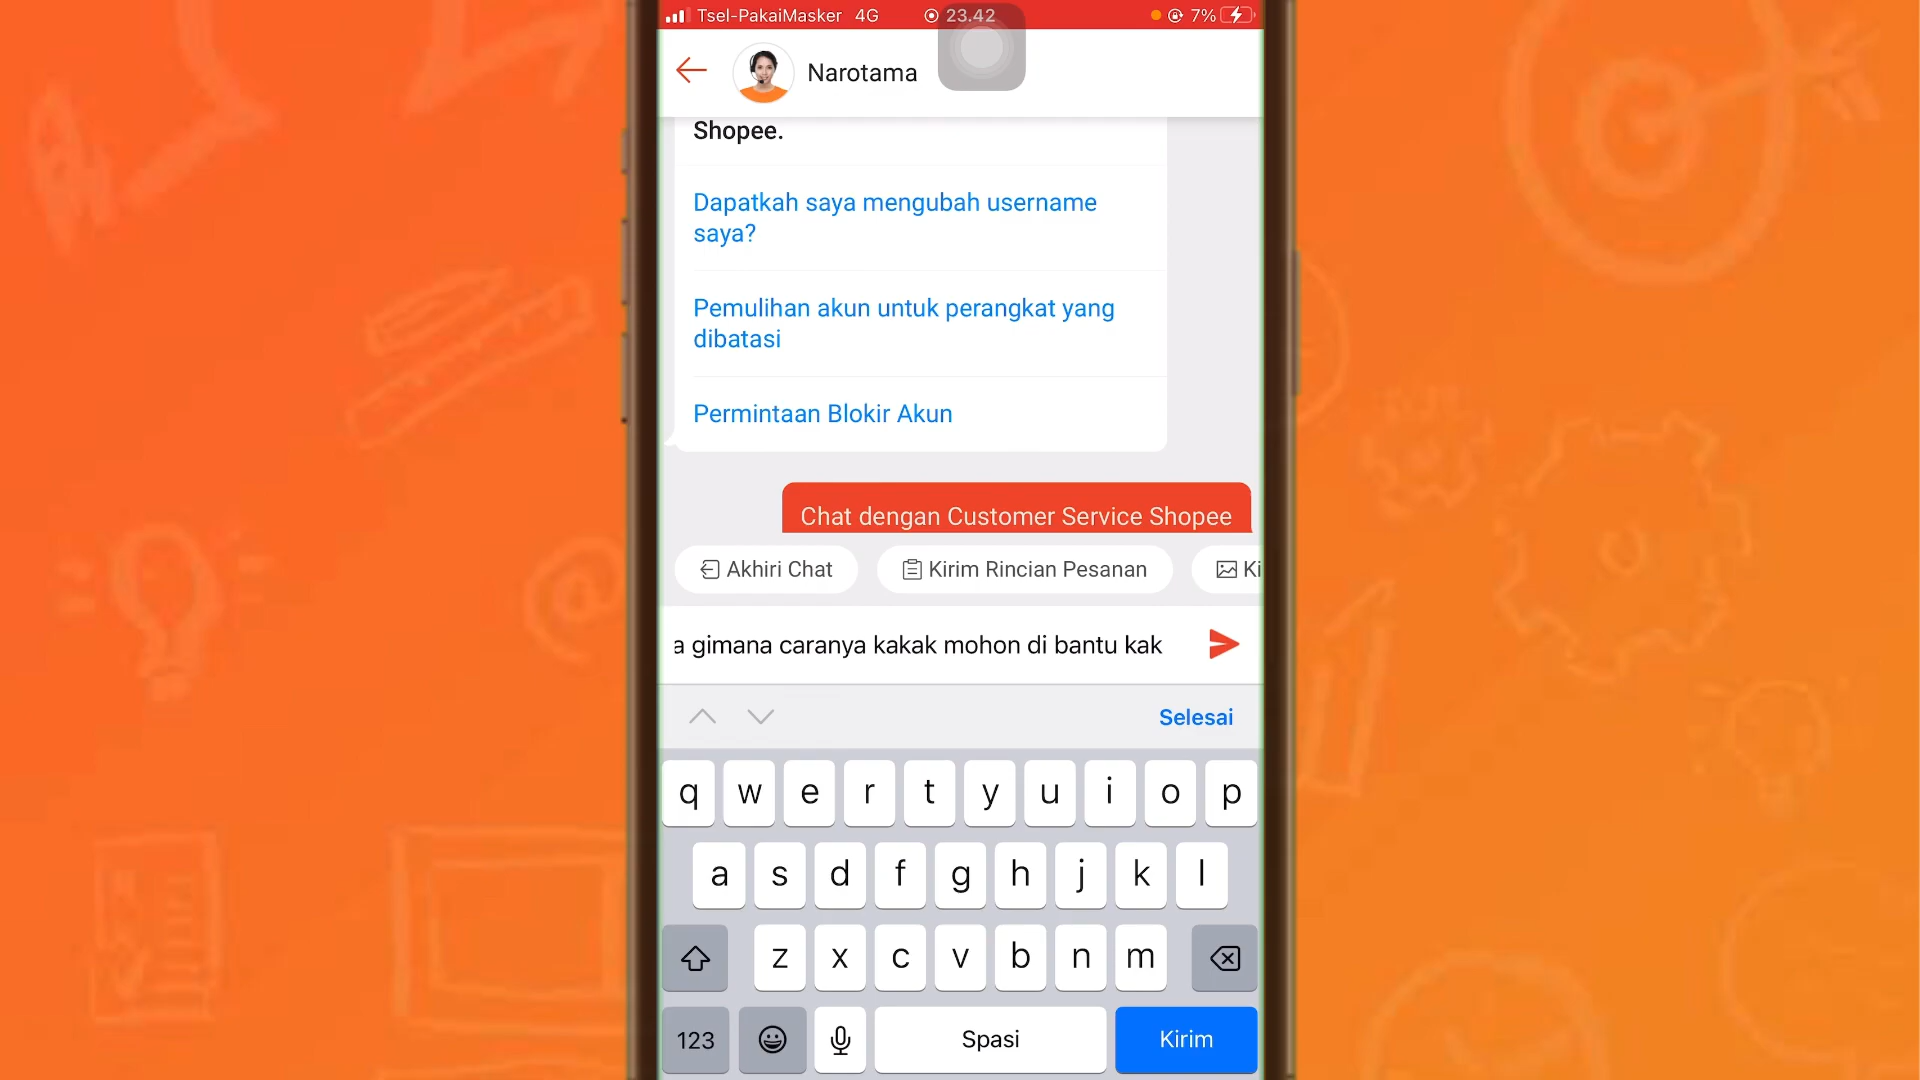 Tsel-PakaiMasker 4G 23.42 7%
Narotama
Shopee.
Dapatkah saya mengubah username
saya?
Pemulihan akun untuk perangkat yang
dibatasi
Permintaan Blokir Akun
Chat dengan Customer Service Shopee
Akhiri Chat Kirim Rincian Pesanan Ki
a gimana caranya kakak mohon di bantu kak
Selesai
q w e r t y u i o p
a s d f g h j k l
z x c v b n m
123 Spasi Kirim